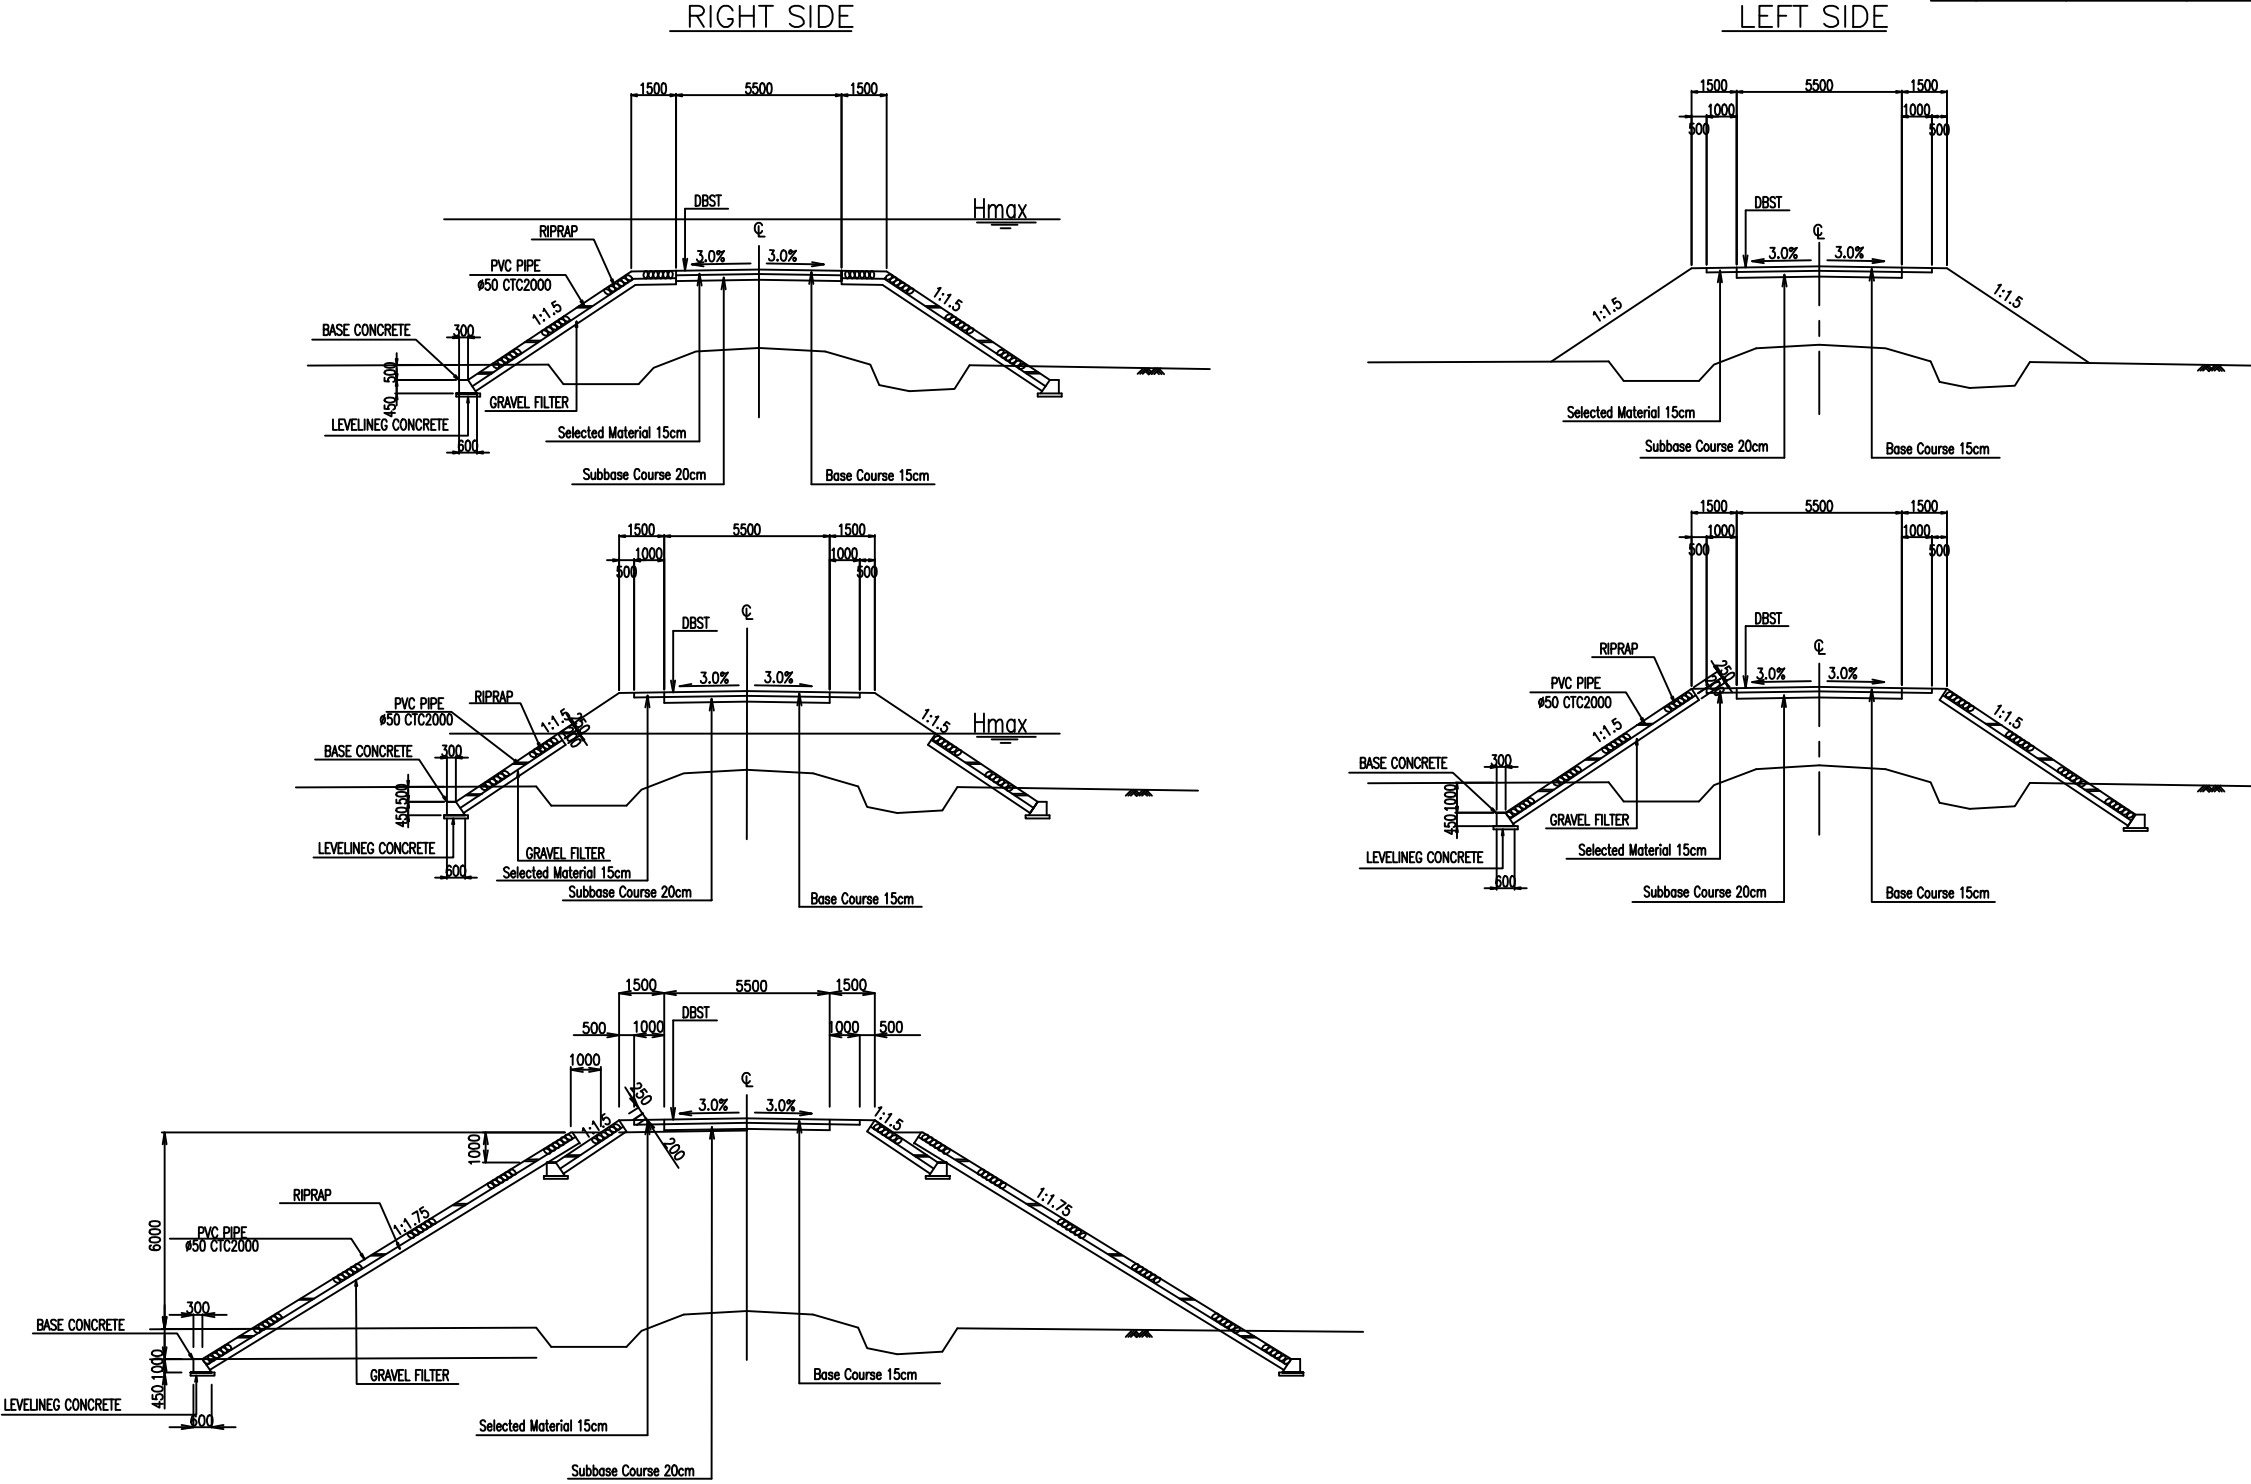 RIGHT SIDE
1500 5500 1500
DBST
Hmax
RIPRAP
3.0% 3.0%
PVC PIPE
ø50 CTC2000
1:1.5 1:1.5
BASE CONCRETE
300
500
450
GRAVEL FILTER
LEVELINEG CONCRETE
600
Selected Material 15cm
Subbase Course 20cm
Base Course 15cm
1500 5500 1500
1000 1000
500 500
DBST
3.0% 3.0%
RIPRAP
PVC PIPE
ø50 CTC2000
1:1.5 1:1.5
Hmax
BASE CONCRETE
300
500
450
LEVELINEG CONCRETE
GRAVEL FILTER
600
Selected Material 15cm
Subbase Course 20cm
Base Course 15cm
1500 5500 1500
DBST
500 1000 1000 500
1000
250
3.0% 3.0%
1:1.5 1:1.5
1000
200
RIPRAP
1:1.75 1:1.75
PVC PIPE
ø50 CTC2000
6000
300
BASE CONCRETE
1000
450
GRAVEL FILTER
Base Course 15cm
LEVELINEG CONCRETE
600
Selected Material 15cm
Subbase Course 20cm
LEFT SIDE
1500 5500 1500
1000 1000
500 500
DBST
3.0% 3.0%
1:1.5 1:1.5
Selected Material 15cm
Subbase Course 20cm
Base Course 15cm
1500 5500 1500
1000 1000
500 500
DBST
RIPRAP
250
3.0% 3.0%
PVC PIPE
ø50 CTC2000
1:1.5 1:1.5
BASE CONCRETE
300
1000
450
GRAVEL FILTER
LEVELINEG CONCRETE
Selected Material 15cm
600
Subbase Course 20cm
Base Course 15cm